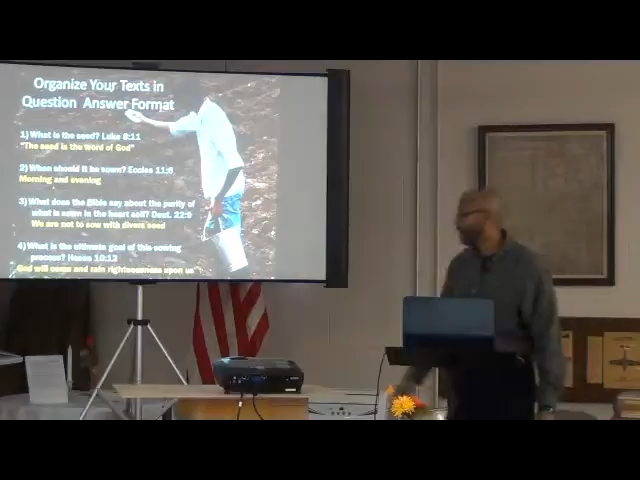 Organize Your Texts in
Question Answer Format
1) What is the seed? Luke 8:11
"The seed is the word of God"
2) When should it be sown? Eccles 11:6
Morning and evening
3) What does the Bible say about the purity of
what is sown in the heart soil? Deut. 22:9
We are not to sow with divers seed
4) What is the ultimate goal of this sowing
process? Hosea 10:12
God will come and rain righteousness upon us